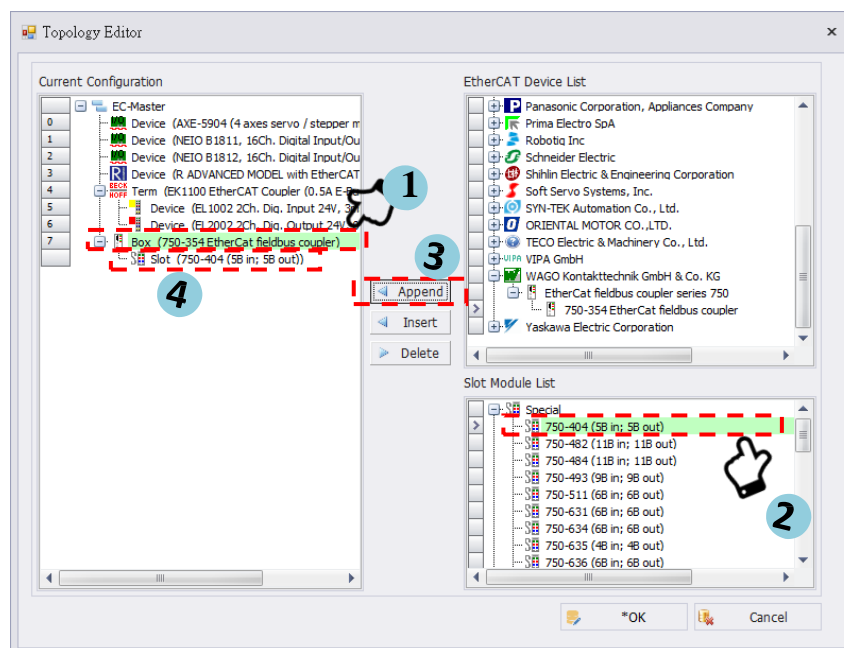 Topology Editor
Current Configuration
EC-Master
0 Device (AXE-5904 (4 axes servo / stepper m
1 Device (NEIO B1811, 16Ch. Digital Input/Ou
2 Device (NEIO B1812, 16Ch. Digital Input/Ou
3 Device (R ADVANCED MODEL with EtherCAT
4 Term (EK1100 EtherCAT Coupler (0.5A E-Bu
5 Device (EL1002 2Ch. Dig. Input 24V, 3m
6 Device (EL2002 2Ch. Dig. Output 24V, 0
7 Box (750-354 EtherCat fieldbus coupler)
Slot (750-404 (5B in; 5B out))
1
4
3
Append
Insert
Delete
EtherCAT Device List
Panasonic Corporation, Appliances Company
Prima Electro SpA
Robotiq Inc
Schneider Electric
Shihlin Electric & Engineering Corporation
Soft Servo Systems, Inc.
SYN-TEK Automation Co., Ltd.
ORIENTAL MOTOR CO.,LTD.
TECO Electric & Machinery Co., Ltd.
VIPA GmbH
WAGO Kontakttechnik GmbH & Co. KG
EtherCat fieldbus coupler series 750
750-354 EtherCat fieldbus coupler
Yaskawa Electric Corporation
Slot Module List
Special
750-404 (5B in; 5B out)
750-482 (11B in; 11B out)
750-484 (11B in; 11B out)
750-493 (9B in; 9B out)
750-511 (6B in; 6B out)
750-631 (6B in; 6B out)
750-634 (6B in; 6B out)
750-635 (4B in; 4B out)
750-636 (6B in; 6B out)
2
*OK
Cancel